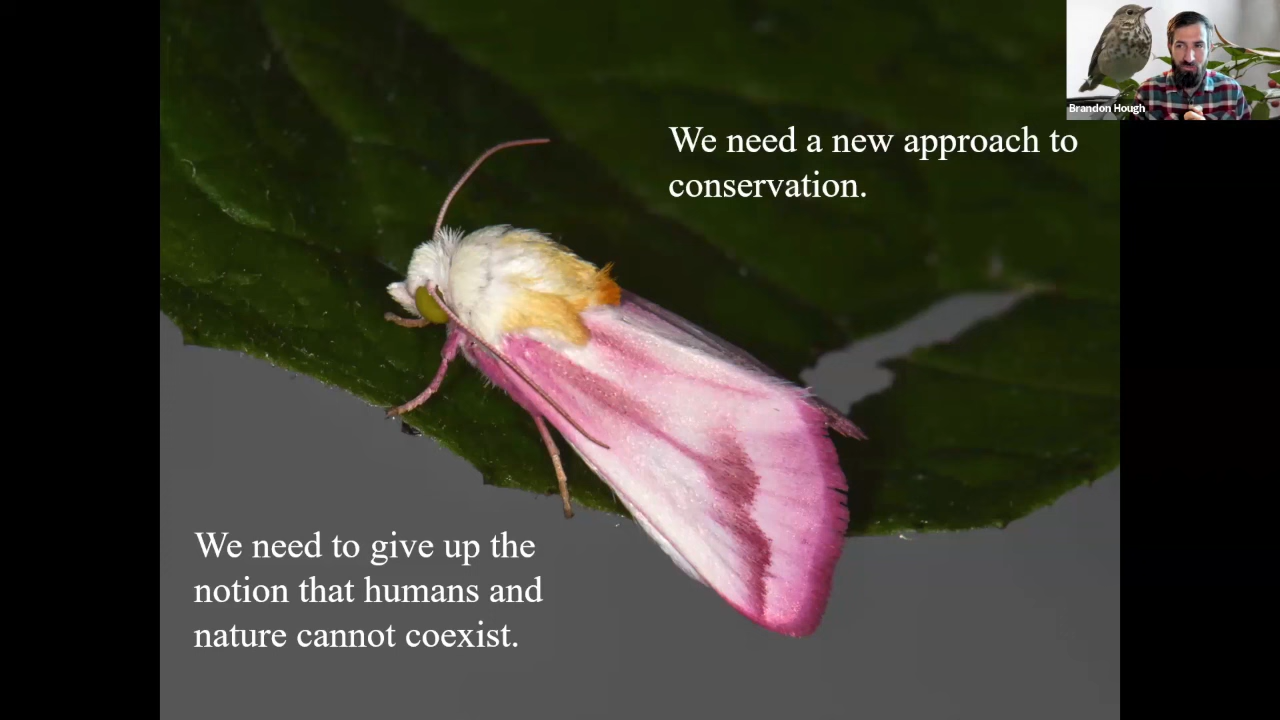 Brandon Hough
We need a new approach to
conservation.
We need to give up the
notion that humans and
nature cannot coexist.